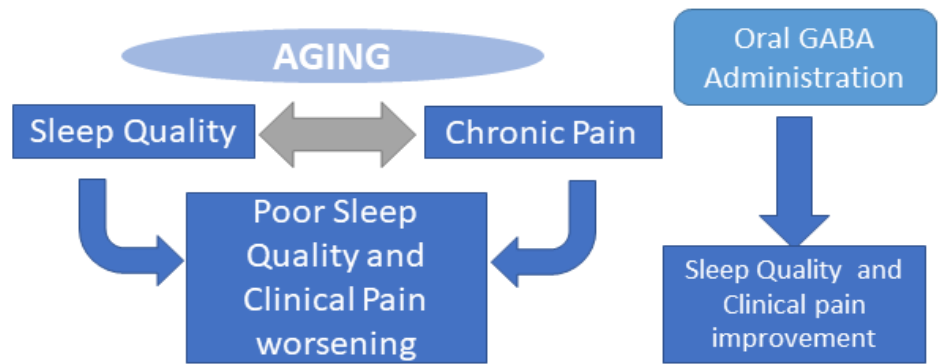 AGING
Sleep Quality
Chronic Pain
Poor Sleep
Quality and
Clinical Pain
worsening
Oral GABA
Administration
Sleep Quality and
Clinical pain
improvement